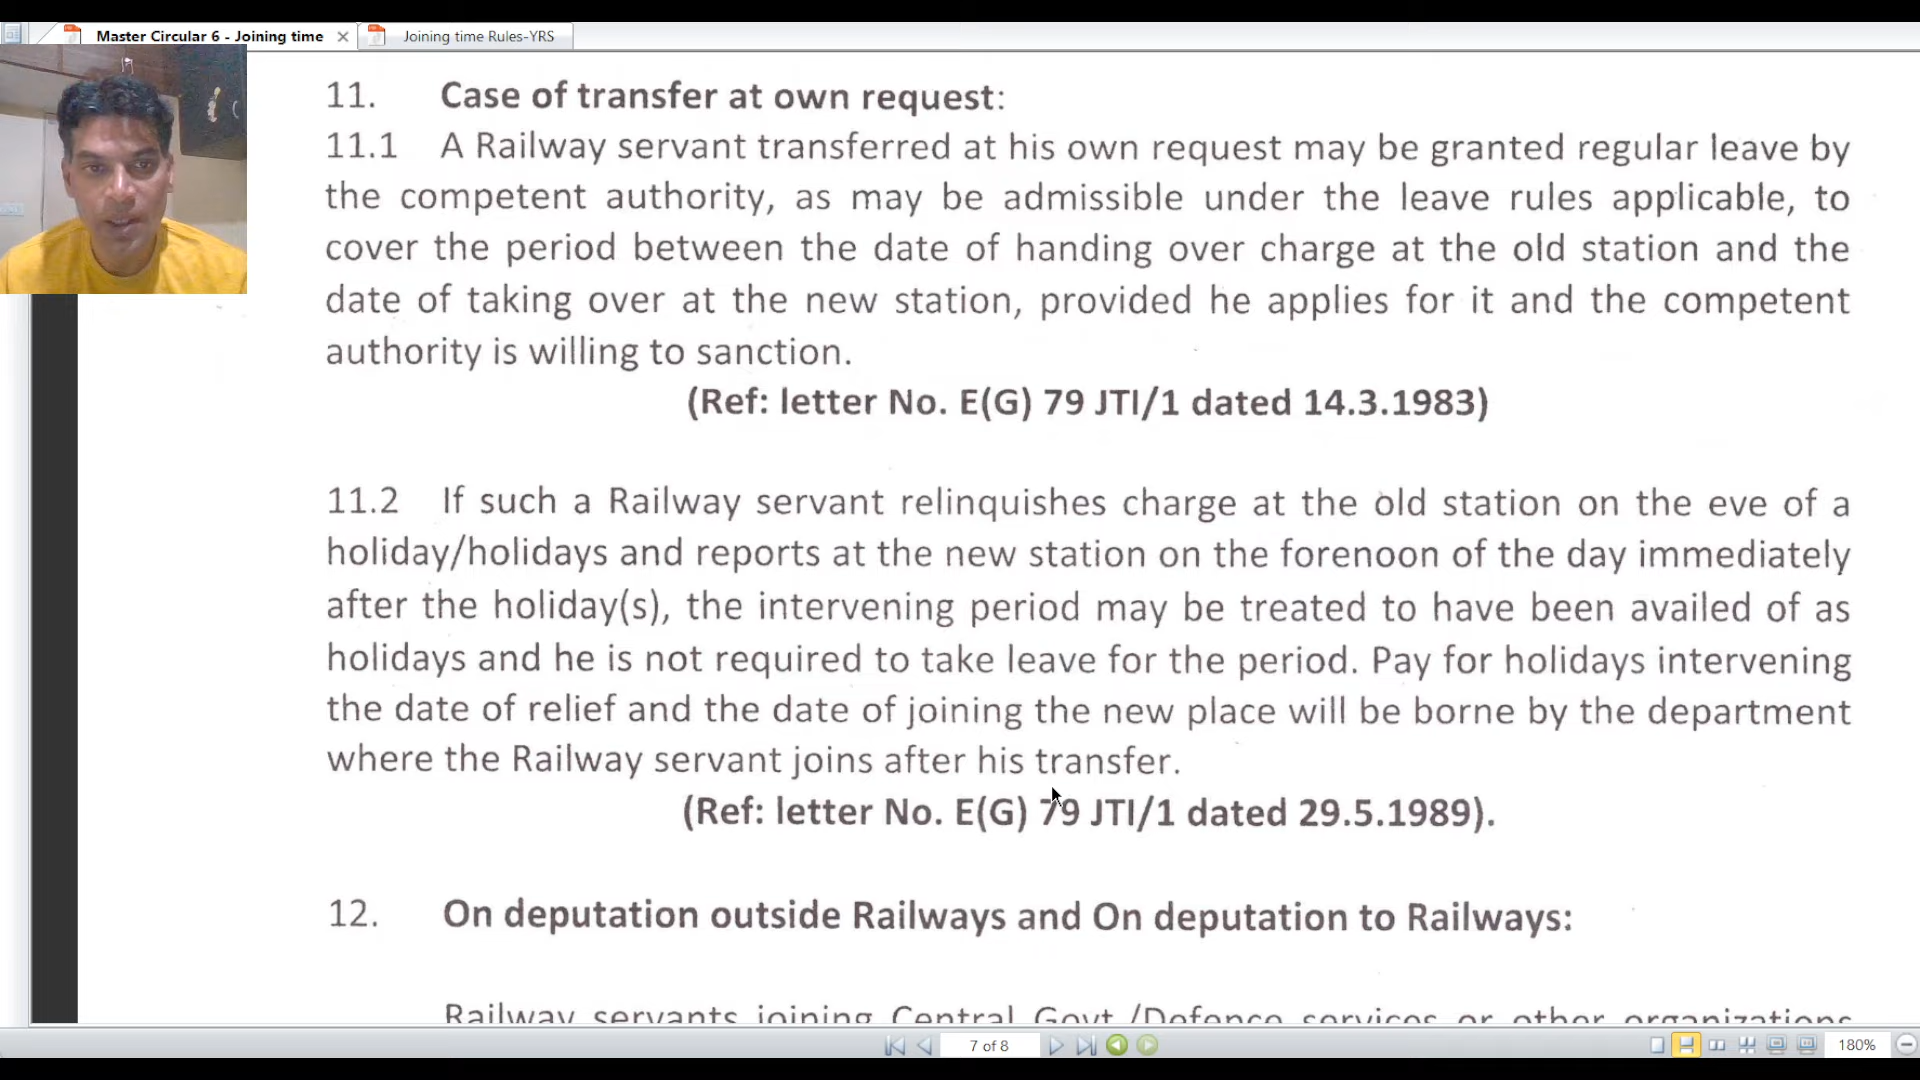 Master Circular 6 - Joining time
Joining time Rules-YRS
11. Case of transfer at own request:
11.1 A Railway servant transferred at his own request may be granted regular leave by
the competent authority, as may be admissible under the leave rules applicable, to
cover the period between the date of handing over charge at the old station and the
date of taking over at the new station, provided he applies for it and the competent
authority is willing to sanction.
(Ref: letter No. E(G) 79 JTI/1 dated 14.3.1983)
11.2 If such a Railway servant relinquishes charge at the old station on the eve of a
holiday/holidays and reports at the new station on the forenoon of the day immediately
after the holiday(s), the intervening period may be treated to have been availed of as
holidays and he is not required to take leave for the period. Pay for holidays intervening
the date of relief and the date of joining the new place will be borne by the department
where the Railway servant joins after his transfer.
(Ref: letter No. E(G) 79 JTI/1 dated 29.5.1989).
12. On deputation outside Railways and On deputation to Railways:
Railway servants joining Central Govt /Defence services or other organizations
7 of 8
180%